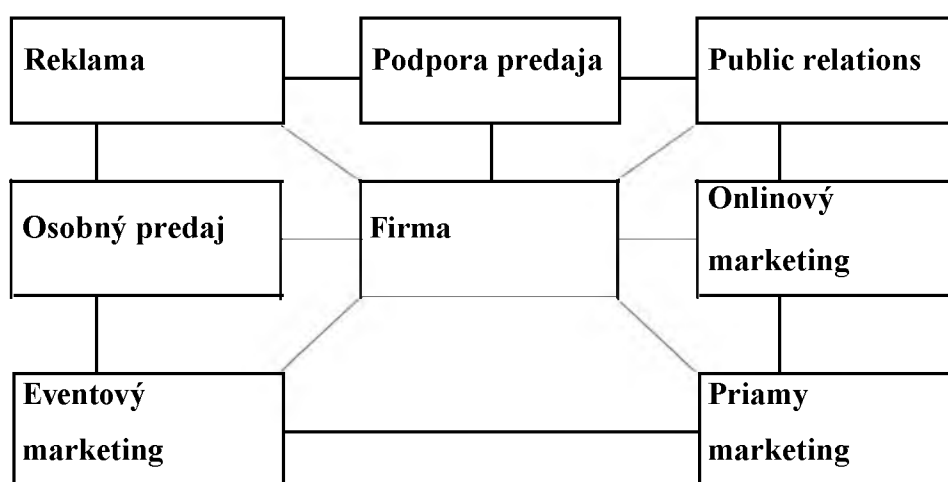 Reklama
Podpora predaja
Public relations
Osobný predaj
Firma
Onlinový
marketing
Eventový
marketing
Priamy
marketing